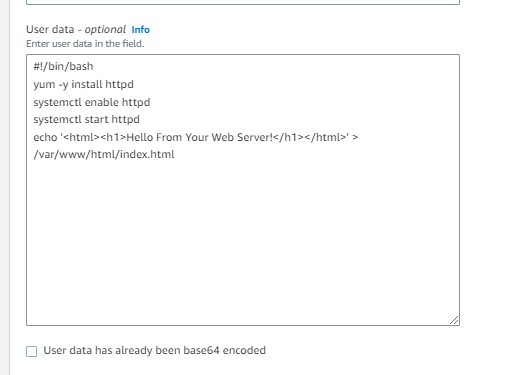 User data - optional Info
Enter user data in the field.
#!/bin/bash
yum -y install httpd
systemctl enable httpd
systemctl start httpd
echo '<html><h1>Hello From Your Web Server!</h1></html>' >
/var/www/html/index.html
User data has already been base64 encoded